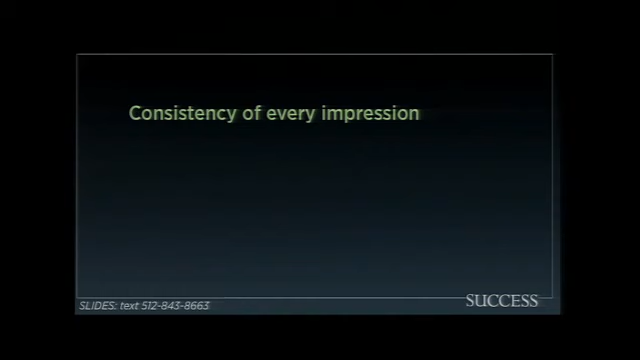 Consistency of every impression
SLIDES: text 512-843-8663
SUCCESS